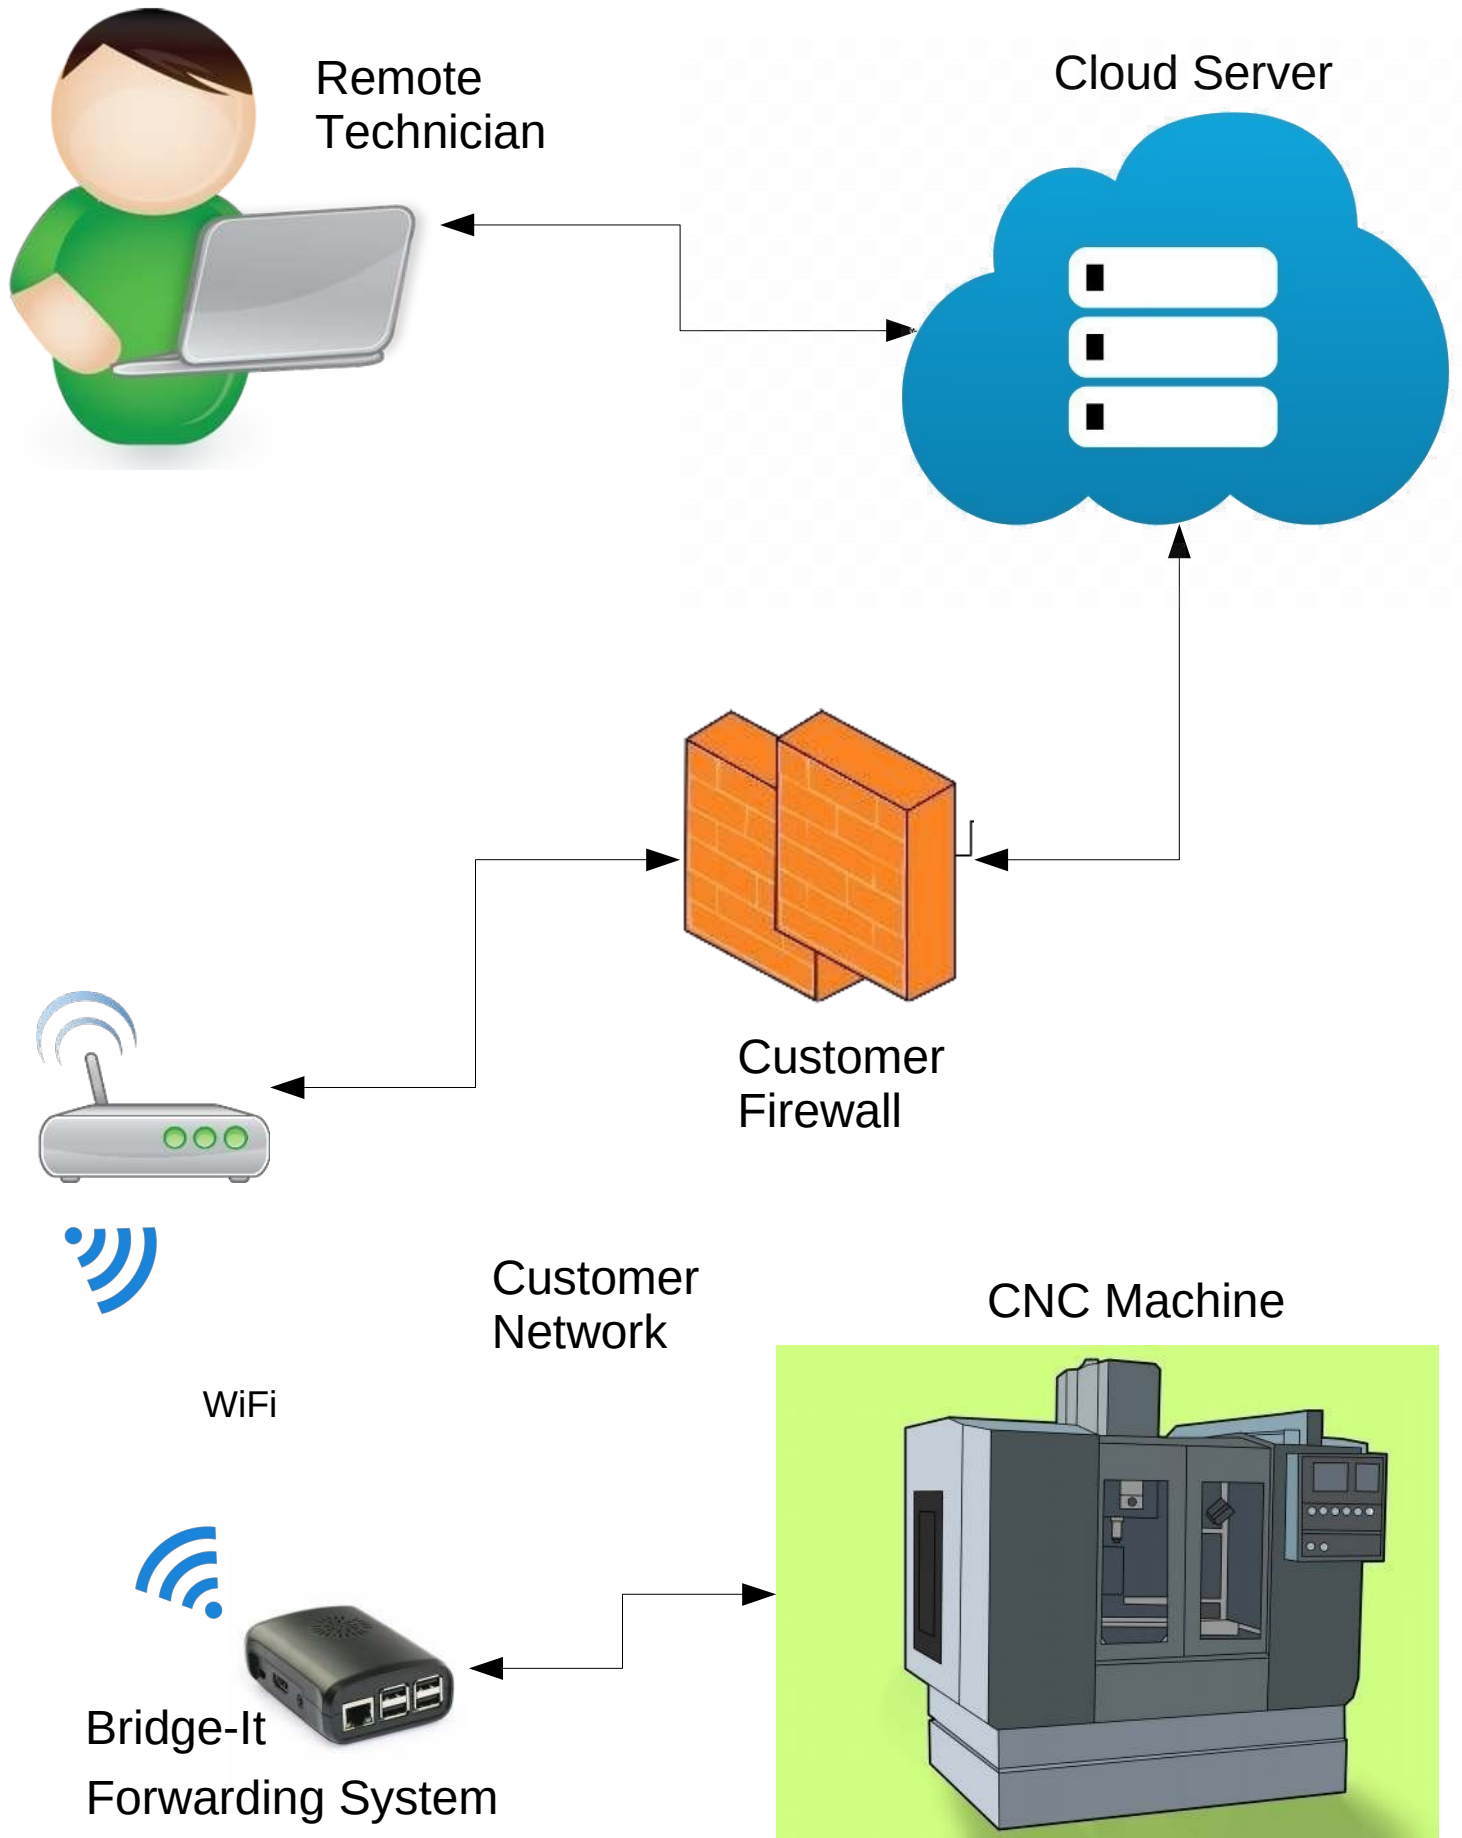 Remote
Technician
Cloud Server
Customer
Firewall
Customer
Network
CNC Machine
WiFi
Bridge-It
Forwarding System